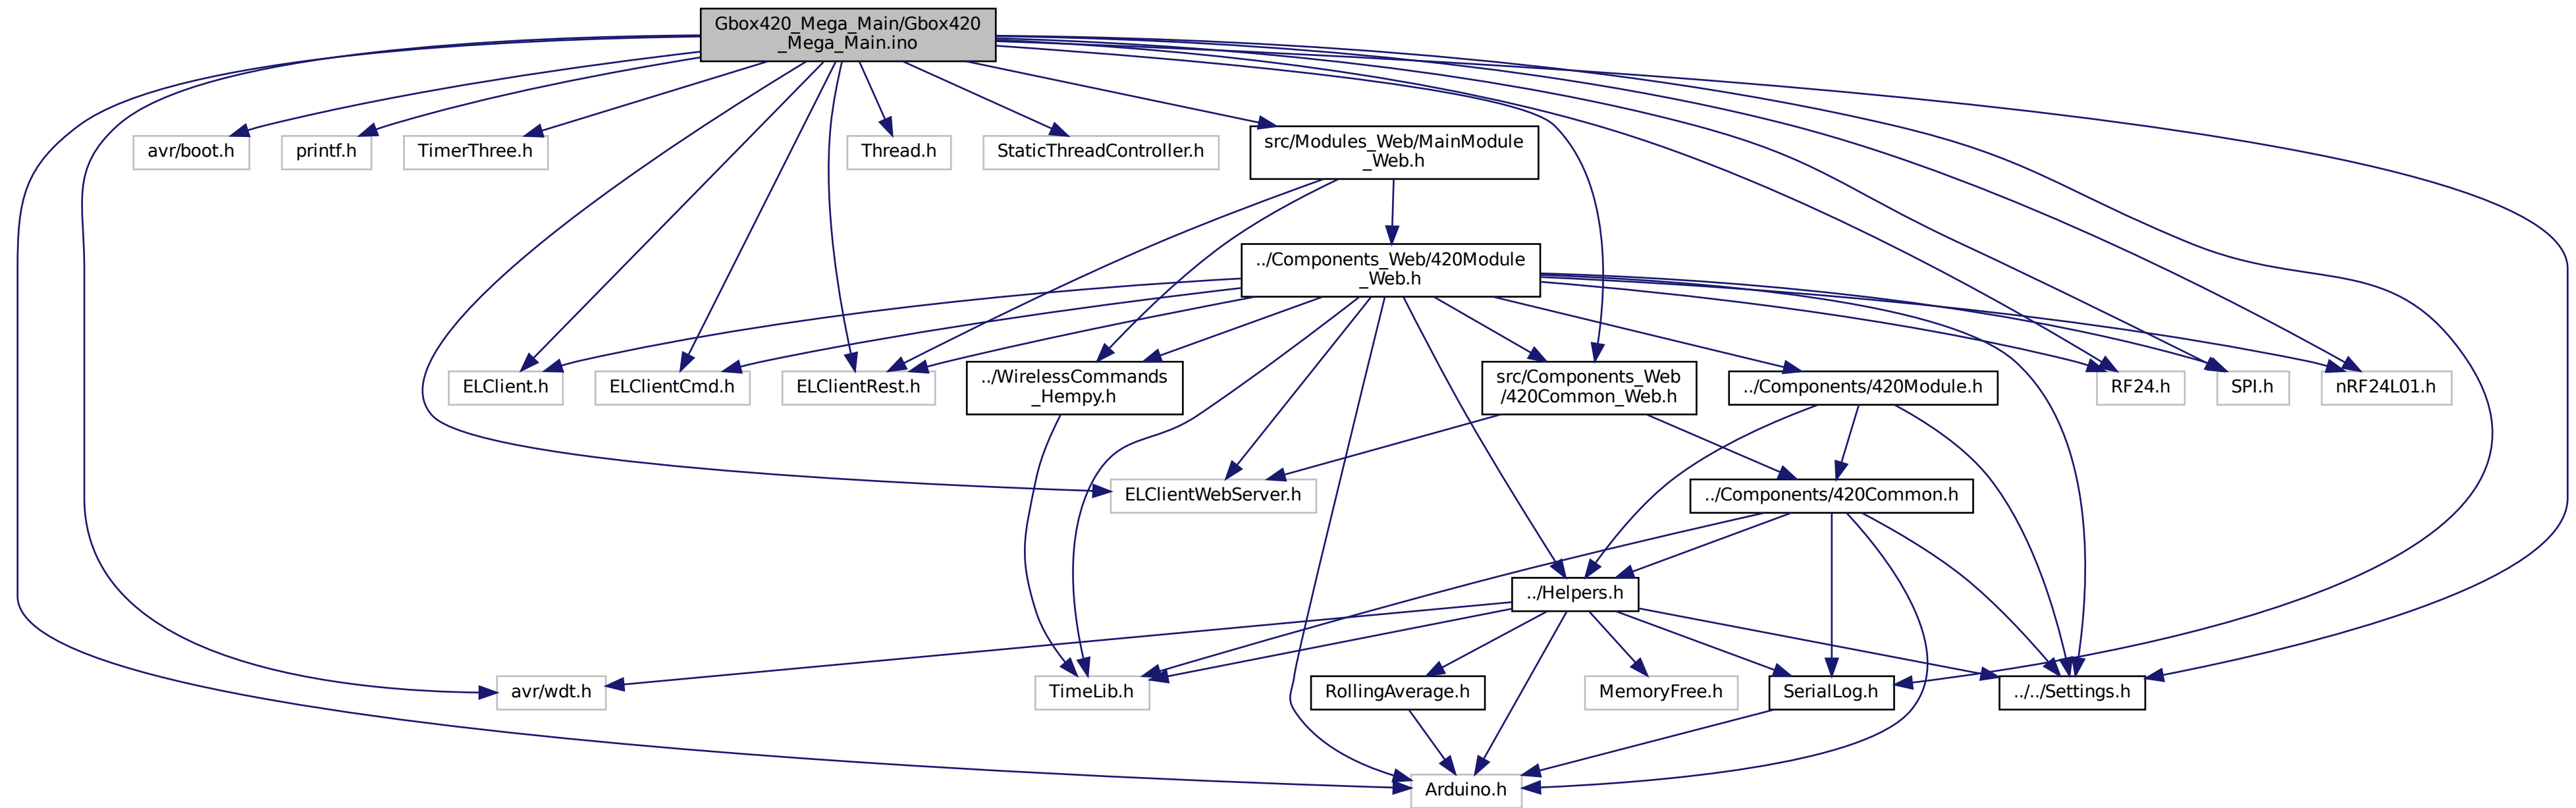 Gbox420_Mega_Main/Gbox420
_Mega_Main.ino
avr/boot.h
printf.h
TimerThree.h
Thread.h
StaticThreadController.h
src/Modules_Web/MainModule
_Web.h
../Components_Web/420Module
_Web.h
ELClient.h
ELClientCmd.h
ELClientRest.h
../WirelessCommands
_Hempy.h
src/Components_Web
/420Common_Web.h
../Components/420Module.h
RF24.h
SPI.h
nRF24L01.h
ELClientWebServer.h
../Components/420Common.h
../Helpers.h
avr/wdt.h
TimeLib.h
RollingAverage.h
MemoryFree.h
SerialLog.h
../../Settings.h
Arduino.h